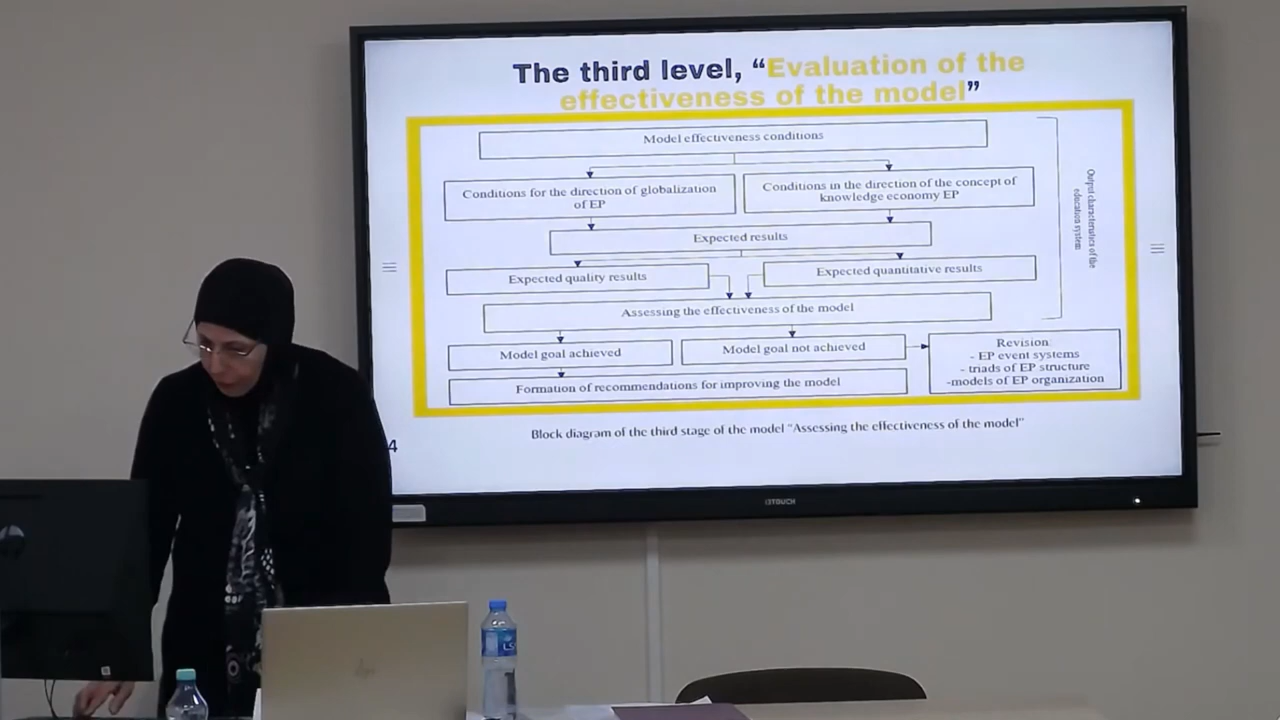 The third level, “Evaluation of the
effectiveness of the model”
Model effectiveness conditions
Conditions for the direction of globalization
of EP
Conditions in the direction of the concept of
knowledge economy EP
Expected results
Expected quality results
Expected quantitative results
Assessing the effectiveness of the model
Model goal achieved
Model goal not achieved
Revision
- EP event systems
- triads of EP structure
-models of EP organization
Formation of recommendations for improving the model
Output characteristics of the
education system
Block diagram of the third stage of the model "Assessing the effectiveness of the model"
4
i3TOUCH
hp